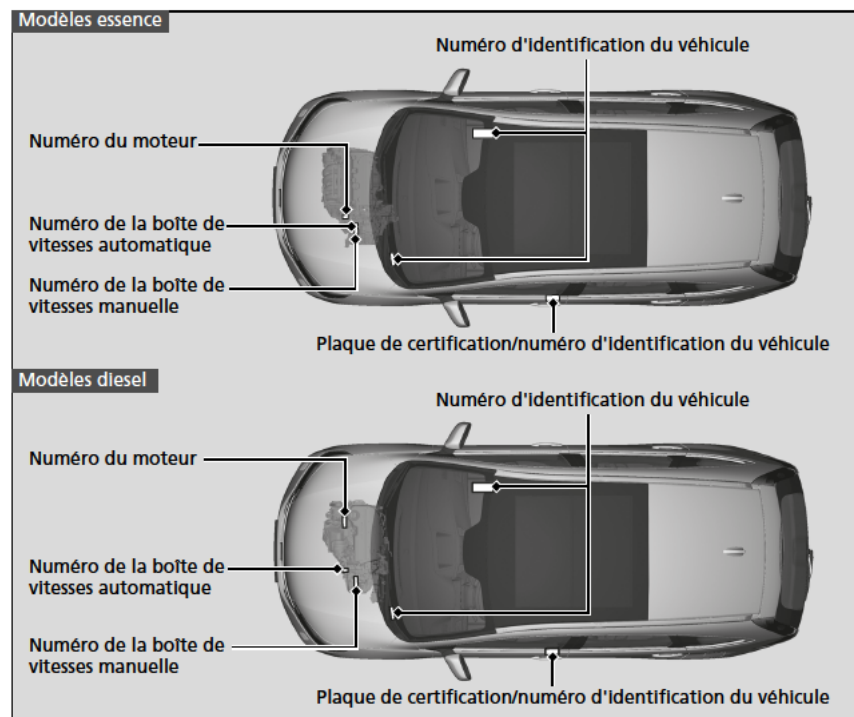 Modèles essence
Numéro d'identification du véhicule
Numéro du moteur
Numéro de la boîte de
vitesses automatique
Numéro de la boîte de
vitesses manuelle
Plaque de certification/numéro d'identification du véhicule
Modèles diesel
Numéro d'identification du véhicule
Numéro du moteur
Numéro de la boîte de
vitesses automatique
Numéro de la boîte de
vitesses manuelle
Plaque de certification/numéro d'identification du véhicule